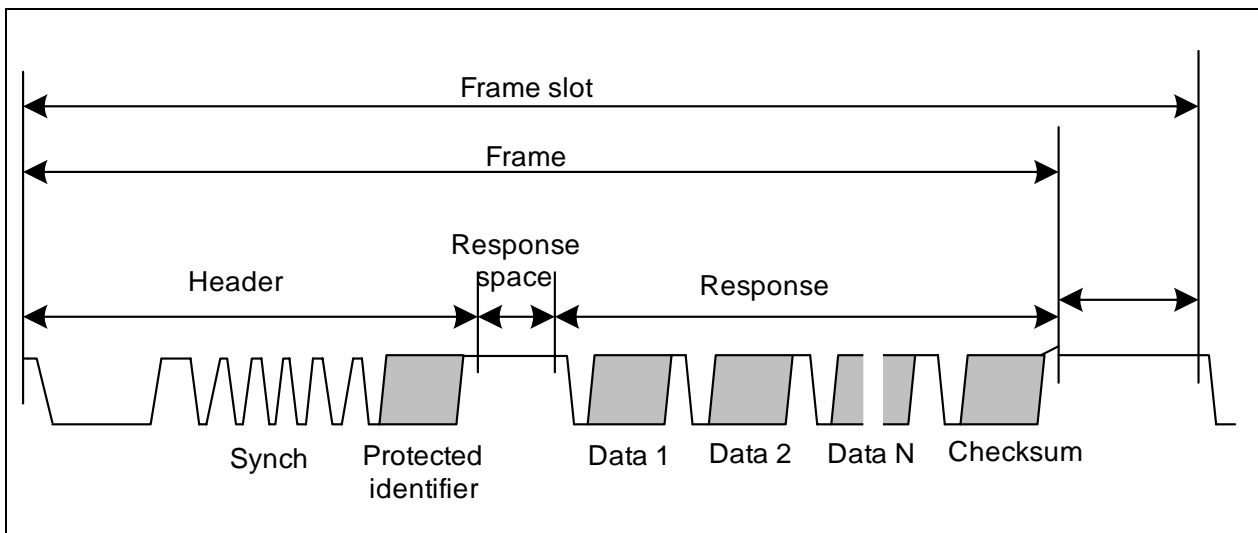 Frame slot
Frame
Response
space
Header
Response
Synch
Protected
identifier
Data 1
Data 2
Data N
Checksum